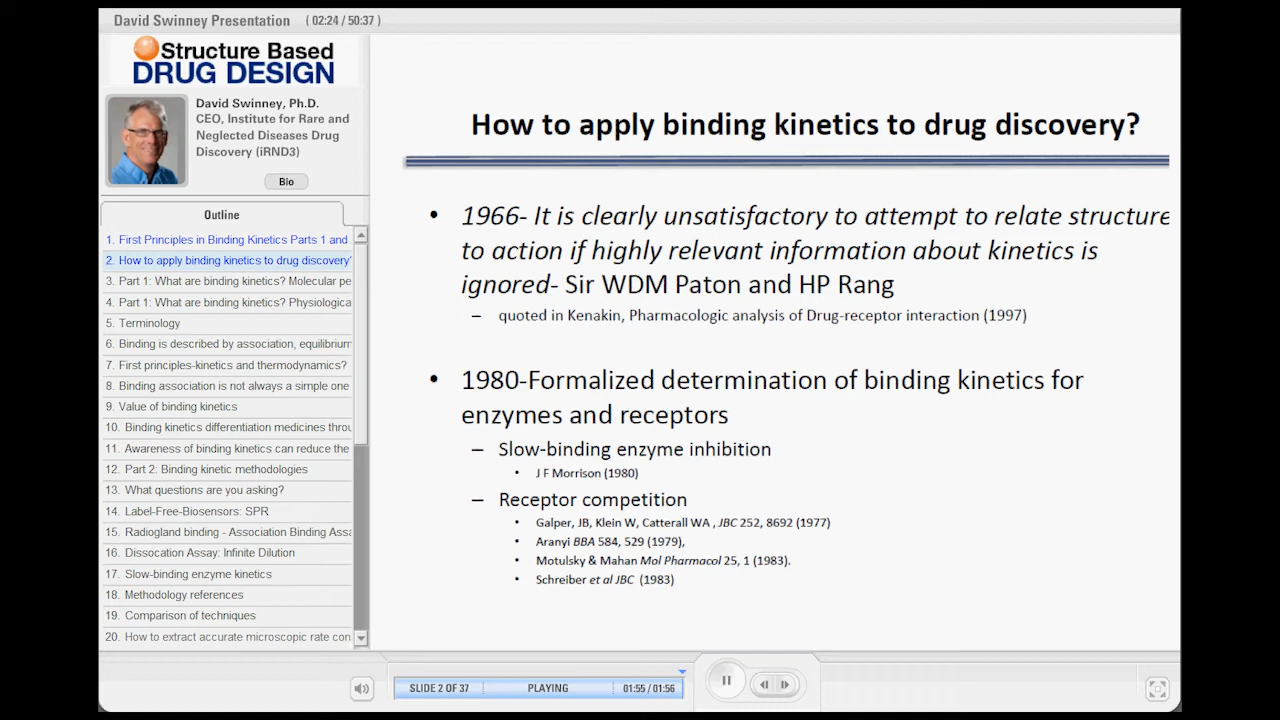 David Swinney Presentation ( 02:24 / 50:37 )
Structure Based
DRUG DESIGN
David Swinney, Ph.D.
CEO, Institute for Rare and
Neglected Diseases Drug
Discovery (iRND3)
Bio
Outline
1. First Principles in Binding Kinetics Parts 1 and
2. How to apply binding kinetics to drug discovery?
3. Part 1: What are binding kinetics? Molecular pe
4. Part 1: What are binding kinetics? Physiologica
5. Terminology
6. Binding is described by association, equilibrium
7. First principles-kinetics and thermodynamics?
8. Binding association is not always a simple one
9. Value of binding kinetics
10. Binding kinetics differentiation medicines throu
11. Awareness of binding kinetics can reduce the
12. Part 2: Binding kinetic methodologies
13. What questions are you asking?
14. Label-Free-Biosensors: SPR
15. Radiogland binding - Association Binding Assa
16. Dissocation Assay: Infinite Dilution
17. Slow-binding enzyme kinetics
18. Methodology references
19. Comparison of techniques
20. How to extract accurate microscopic rate con
How to apply binding kinetics to drug discovery?
• 1966- It is clearly unsatisfactory to attempt to relate structure
to action if highly relevant information about kinetics is
ignored- Sir WDM Paton and HP Rang
– quoted in Kenakin, Pharmacologic analysis of Drug-receptor interaction (1997)
• 1980-Formalized determination of binding kinetics for
enzymes and receptors
– Slow-binding enzyme inhibition
• J F Morrison (1980)
– Receptor competition
• Galper, JB, Klein W, Catterall WA , JBC 252, 8692 (1977)
• Aranyi BBA 584, 529 (1979),
• Motulsky & Mahan Mol Pharmacol 25, 1 (1983).
• Schreiber et al JBC (1983)
SLIDE 2 OF 37 PLAYING 01:55 / 01:56